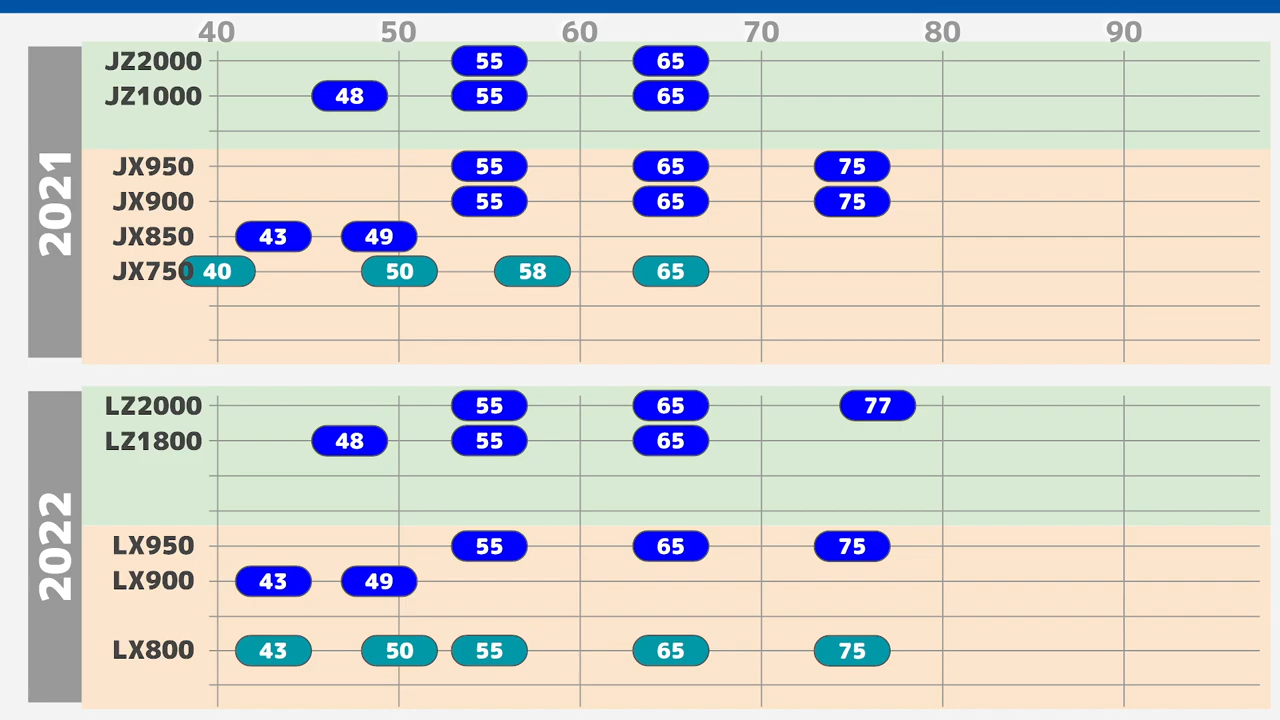 40 50 60 70 80 90
2021
JZ2000 55 65
JZ1000 48 55 65
JX950 55 65 75
JX900 55 65 75
JX850 43 49
JX750 40 50 58 65
2022
LZ2000 55 65 77
LZ1800 48 55 65
LX950 55 65 75
LX900 43 49
LX800 43 50 55 65 75